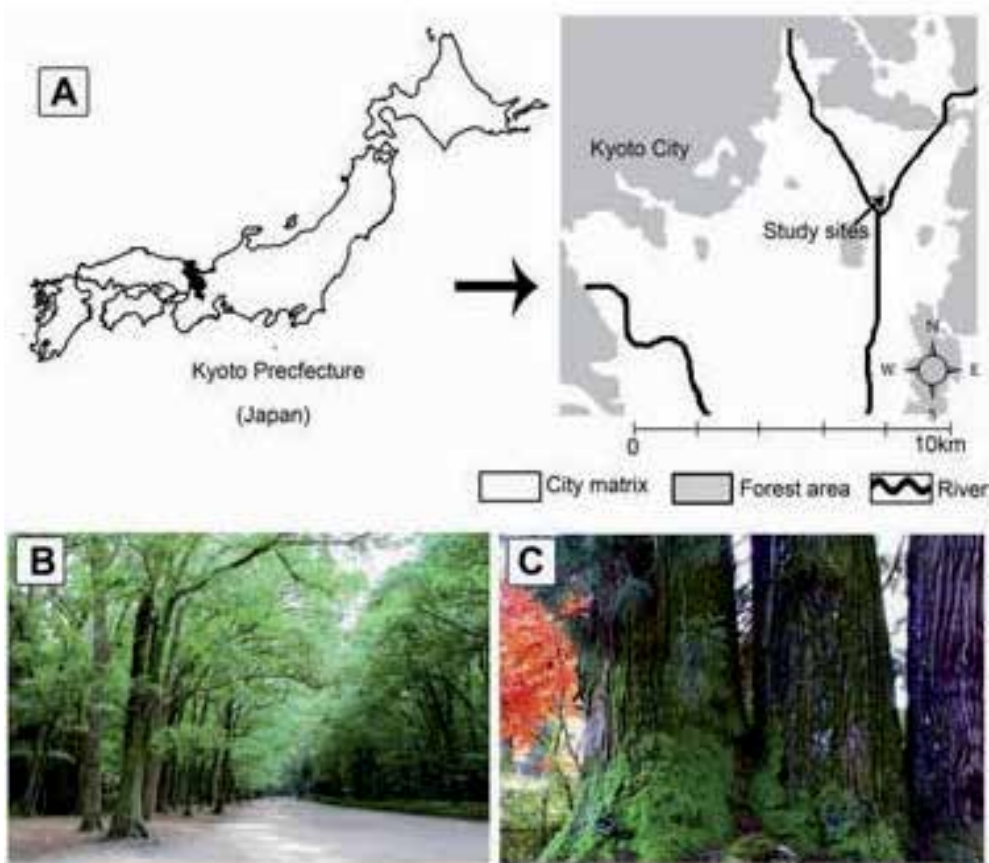 A
Kyoto City
Study sites
N
W E
S
Kyoto Precfecture
(Japan)
0 10km
City matrix Forest area River
B
C